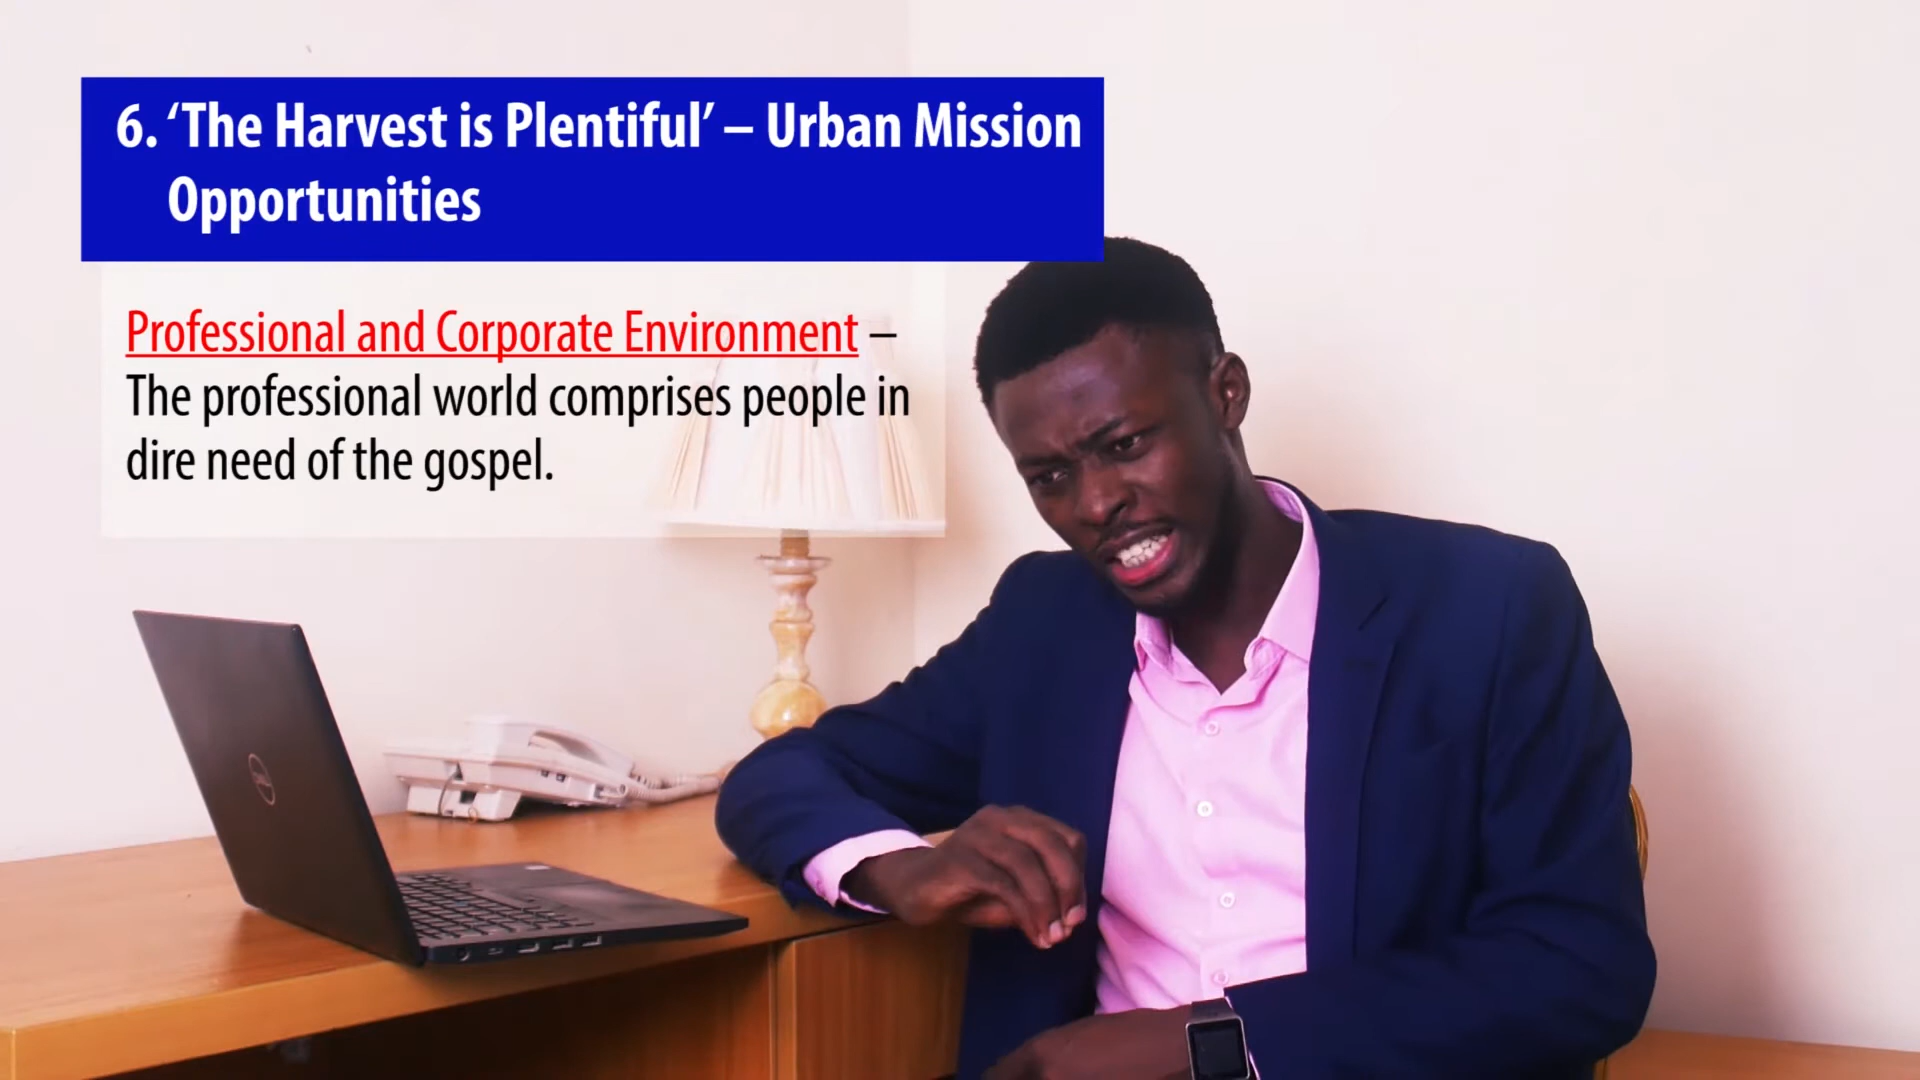 6. ‘The Harvest is Plentiful’ – Urban Mission
Opportunities
Professional and Corporate Environment –
The professional world comprises people in
dire need of the gospel.
DELL